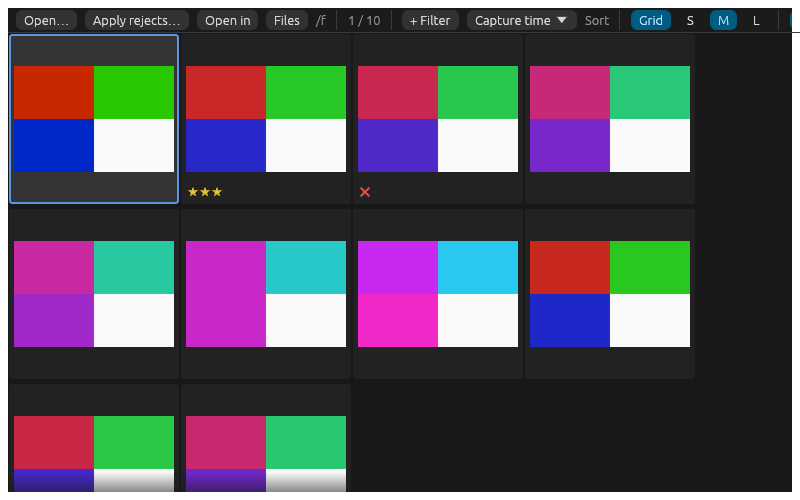 Open… Apply rejects… Open in Files /f 1 / 10 + Filter Capture time Sort Grid S M L